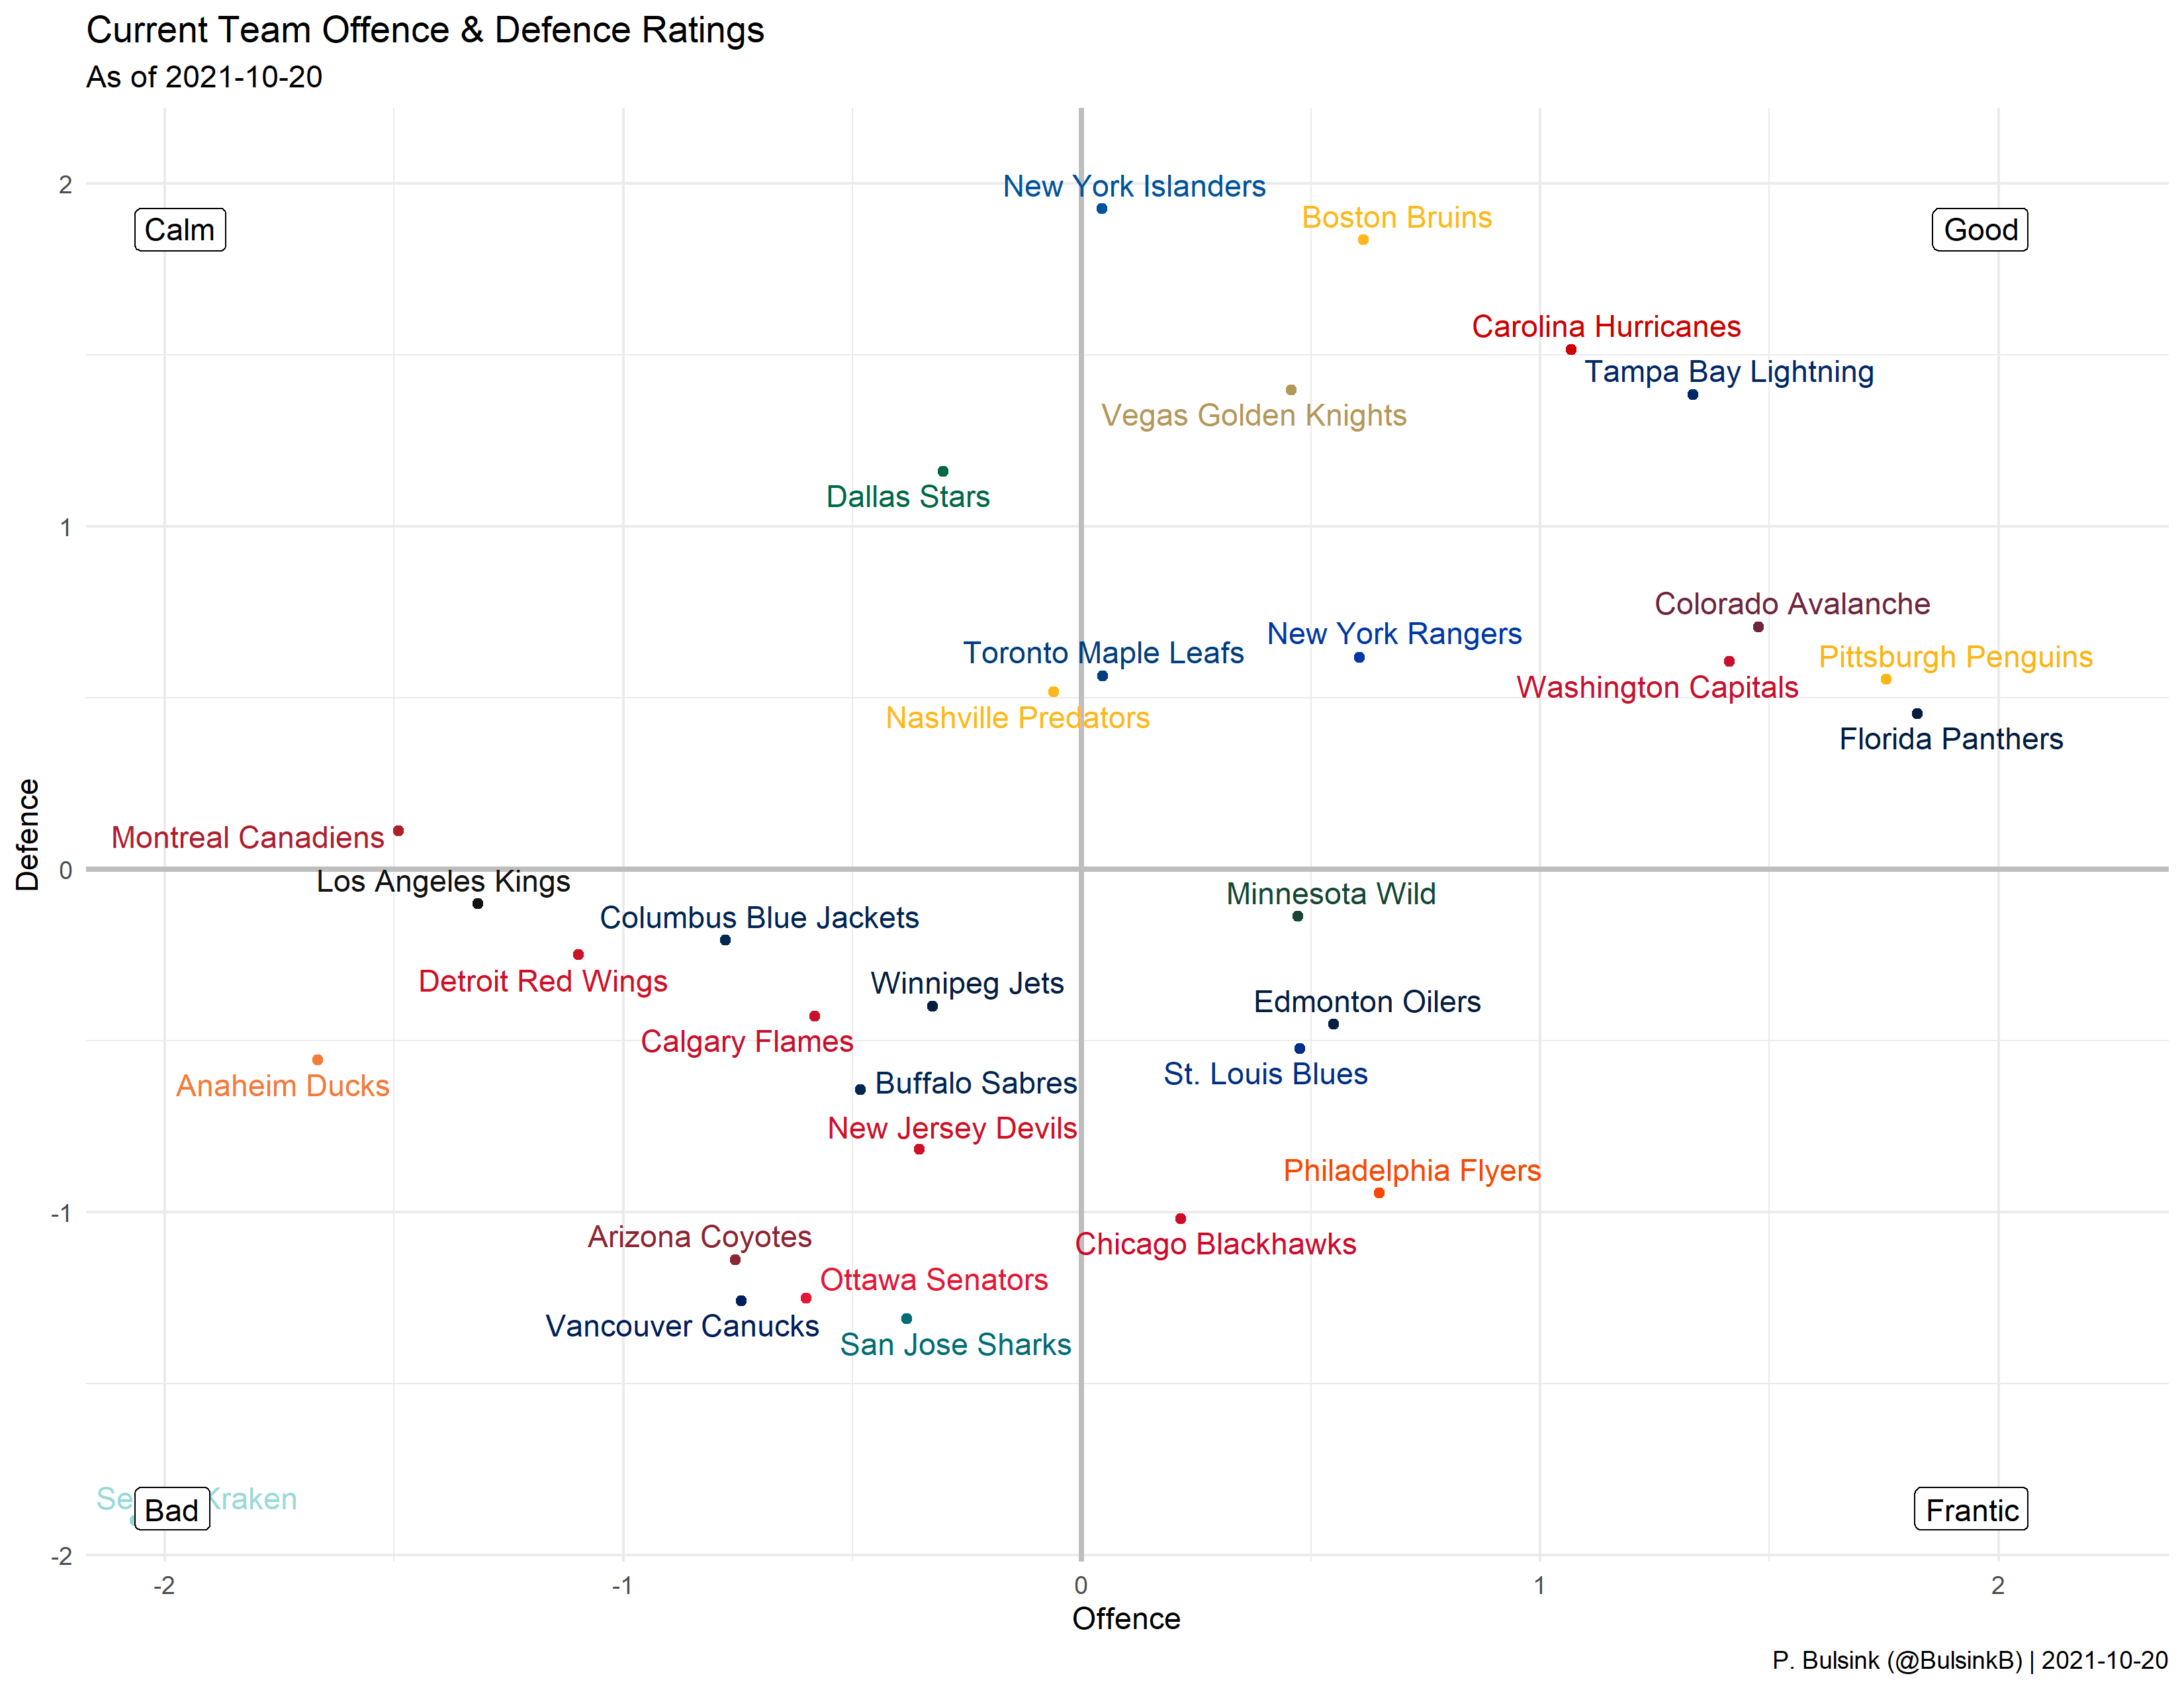 Current Team Offence & Defence Ratings
As of 2021-10-20
2
New York Islanders
Boston Bruins
Calm
Good
Carolina Hurricanes
Tampa Bay Lightning
Vegas Golden Knights
Dallas Stars
1
Colorado Avalanche
New York Rangers
Toronto Maple Leafs
Pittsburgh Penguins
Washington Capitals
Nashville Predators
Florida Panthers
Defence
Montreal Canadiens
0
Los Angeles Kings
Minnesota Wild
Columbus Blue Jackets
Detroit Red Wings
Winnipeg Jets
Edmonton Oilers
Calgary Flames
St. Louis Blues
Anaheim Ducks
Buffalo Sabres
New Jersey Devils
Philadelphia Flyers
-1
Arizona Coyotes
Chicago Blackhawks
Ottawa Senators
Vancouver Canucks
San Jose Sharks
Kraken
Bad
Frantic
-2
-2 -1 0 1 2
Offence
P. Bulsink (@BulsinkB) | 2021-10-20